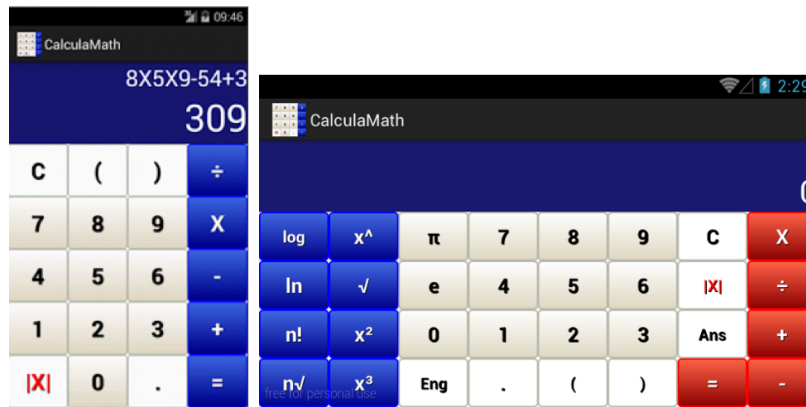 09:46
CalculaMath
8X5X9-54+3
309
C ( ) ÷
7 8 9 X
4 5 6 -
1 2 3 +
|X| 0 . =
2:29
CalculaMath
0
log x^ π 7 8 9 C X
ln √ e 4 5 6 |X| ÷
n! x² 0 1 2 3 Ans +
n√ x³ Eng . ( ) = -
free for personal use